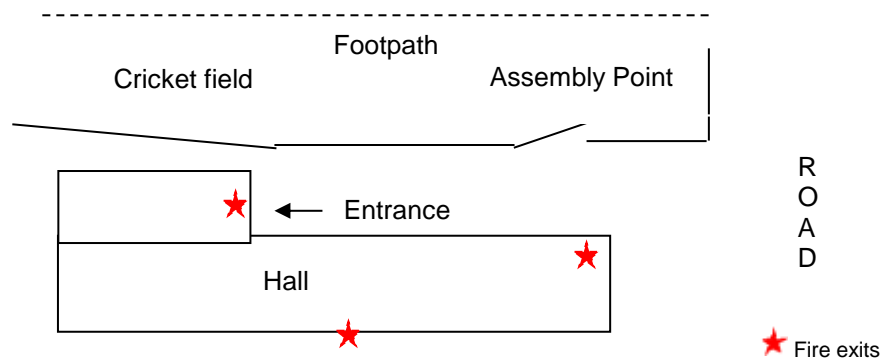 Footpath
Cricket field
Assembly Point
Entrance
Hall
R
O
A
D
Fire exits